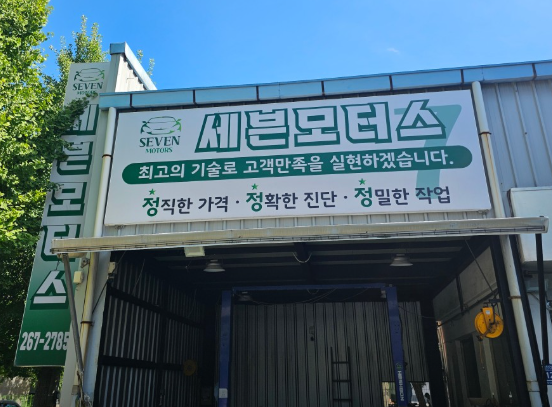 SEVEN
세븐모터스
267-2785
SEVEN
MOTORS
세븐모터스
7
최고의 기술로 고객만족을 실현하겠습니다.
정직한 가격 · 정확한 진단 · 정밀한 작업